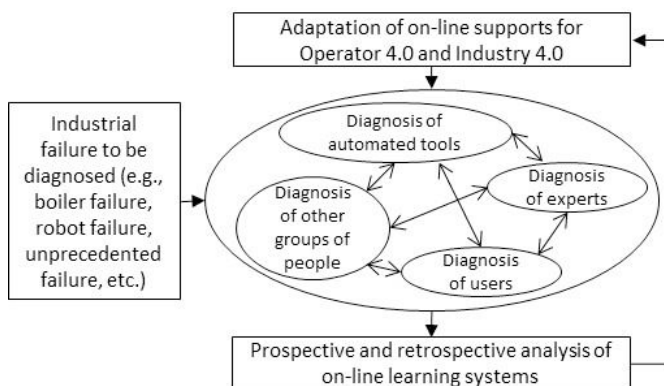 Adaptation of on-line supports for
Operator 4.0 and Industry 4.0
Industrial
failure to be
diagnosed (e.g.,
boiler failure,
robot failure,
unprecedented
failure, etc.)
Diagnosis of
automated tools
Diagnosis
of experts
Diagnosis
of other
groups of
people
Diagnosis
of users
Prospective and retrospective analysis of
on-line learning systems